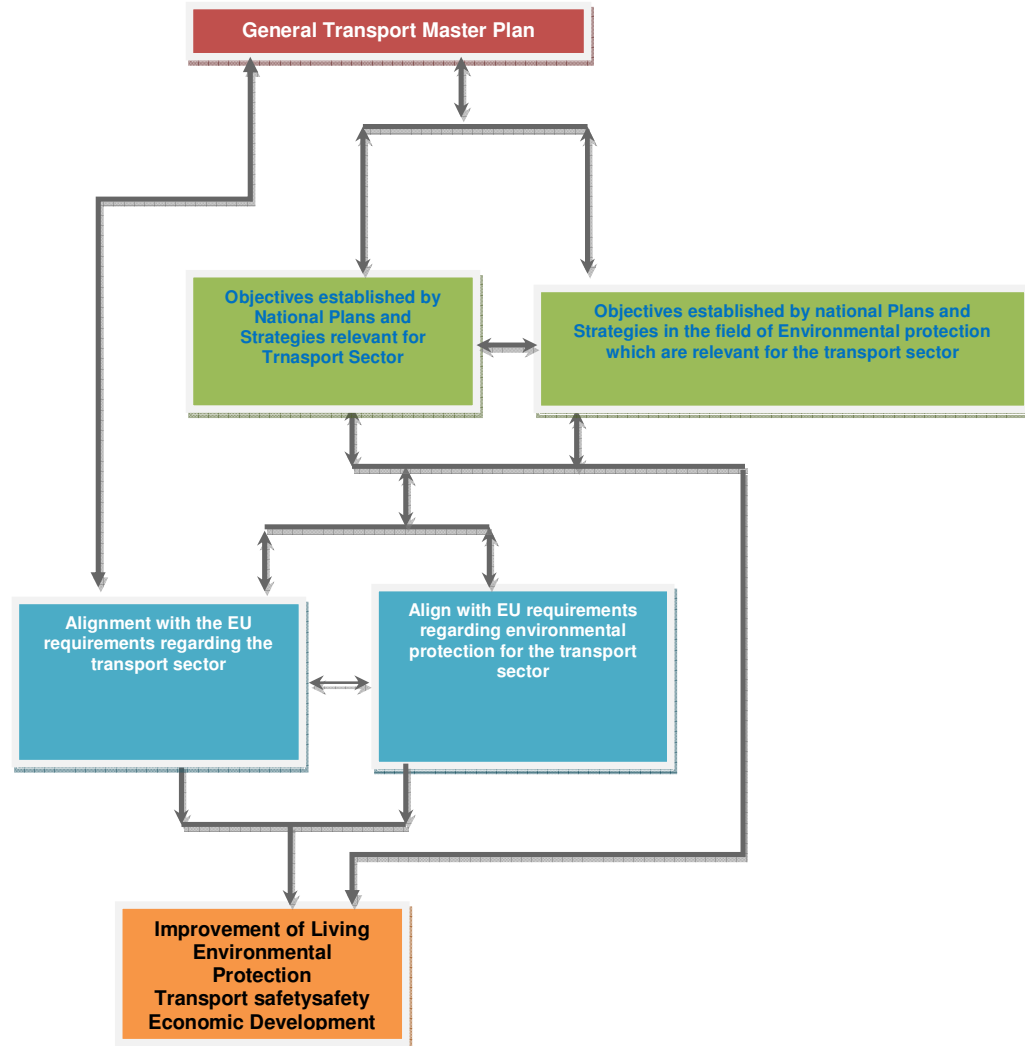 General Transport Master Plan
Objectives established by
National Plans and
Strategies relevant for
Trnasport Sector
Objectives established by national Plans and
Strategies in the field of Environmental protection
which are relevant for the transport sector
Alignment with the EU
requirements regarding the
transport sector
Align with EU requirements
regarding environmental
protection for the transport
sector
Improvement of Living
Environmental
Protection
Transport safetysafety
Economic Development